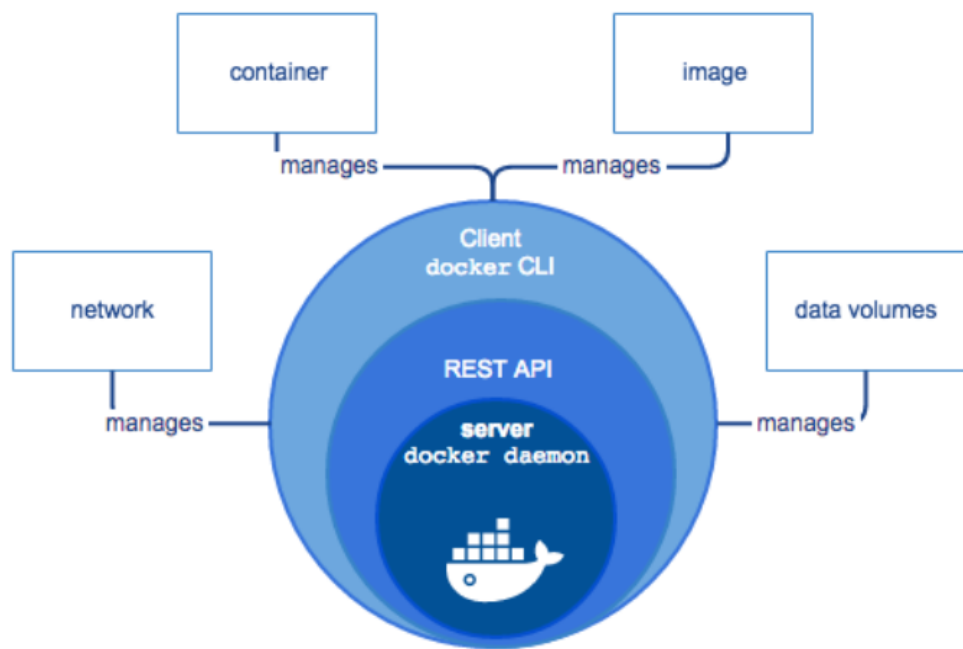 container
image
manages
manages
Client
docker CLI
network
data volumes
REST API
manages
manages
server
docker daemon